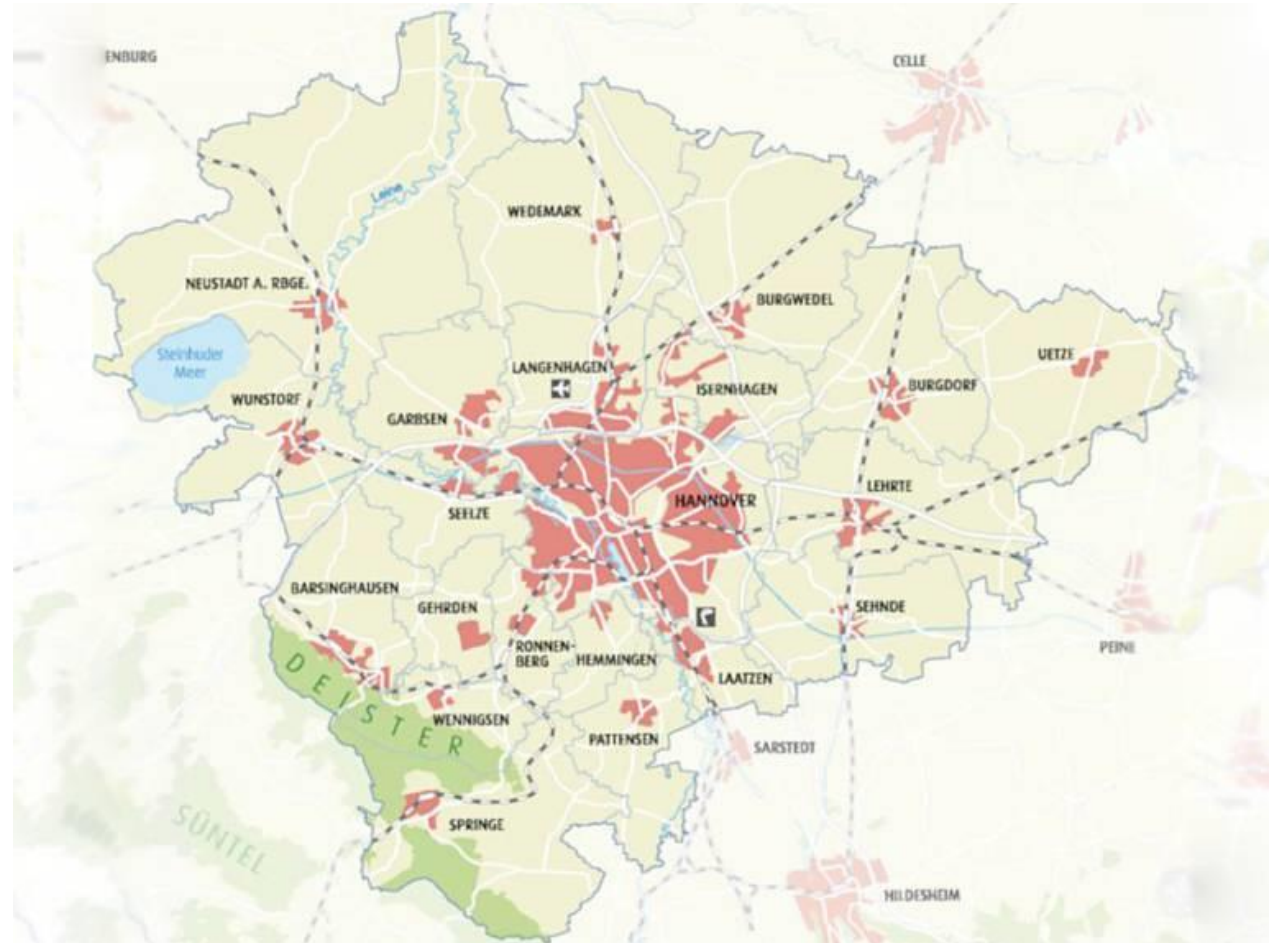 ENBURG
CELLE
Leine
WEDEMARK
NEUSTADT A. RBGE.
BURGWEDEL
Steinhuder
Meer
LANGENHAGEN
UETZE
ISERNHAGEN
BURGDORF
WUNSTORF
GARBSEN
LEHRTE
HANNOVER
SEELZE
BARSINGHAUSEN
GEHRDEN
SEHNDE
RONNEN-
BERG
HEMMINGEN
PEINE
LAATZEN
DEISTER
WENNIGSEN
PATTENSEN
SARSTEDT
SPRINGE
SÜNTEL
HILDESHEIM